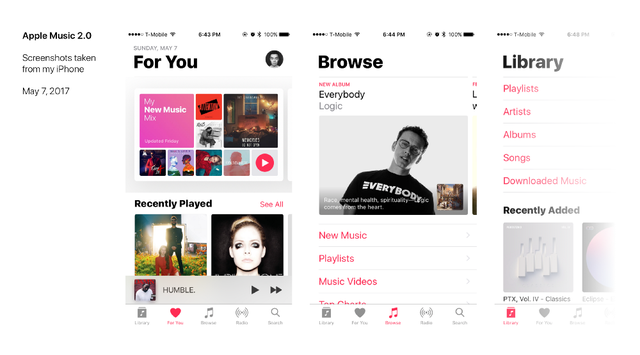 Apple Music 2.0
Screenshots taken
from my iPhone
May 7, 2017
T-Mobile 6:43 PM 100%
SUNDAY, MAY 7
For You
My
New Music
Mix
Updated Friday
Recently Played
See All
HUMBLE.
Library
For You
Browse
Radio
Search
T-Mobile 6:44 PM 100%
Browse
NEW ALBUM
Everybody
Logic
L
EVERYBODY
Race, mental health, spirituality—Logic
comes from the heart.
New Music
Playlists
Music Videos
Top Charts
Library
For You
Browse
Radio
Search
T-Mobile
Library
Playlists
Artists
Albums
Songs
Downloaded Music
Recently Added
PTX, Vol. IV - Classics
Eclipse
Library
For You
Browse